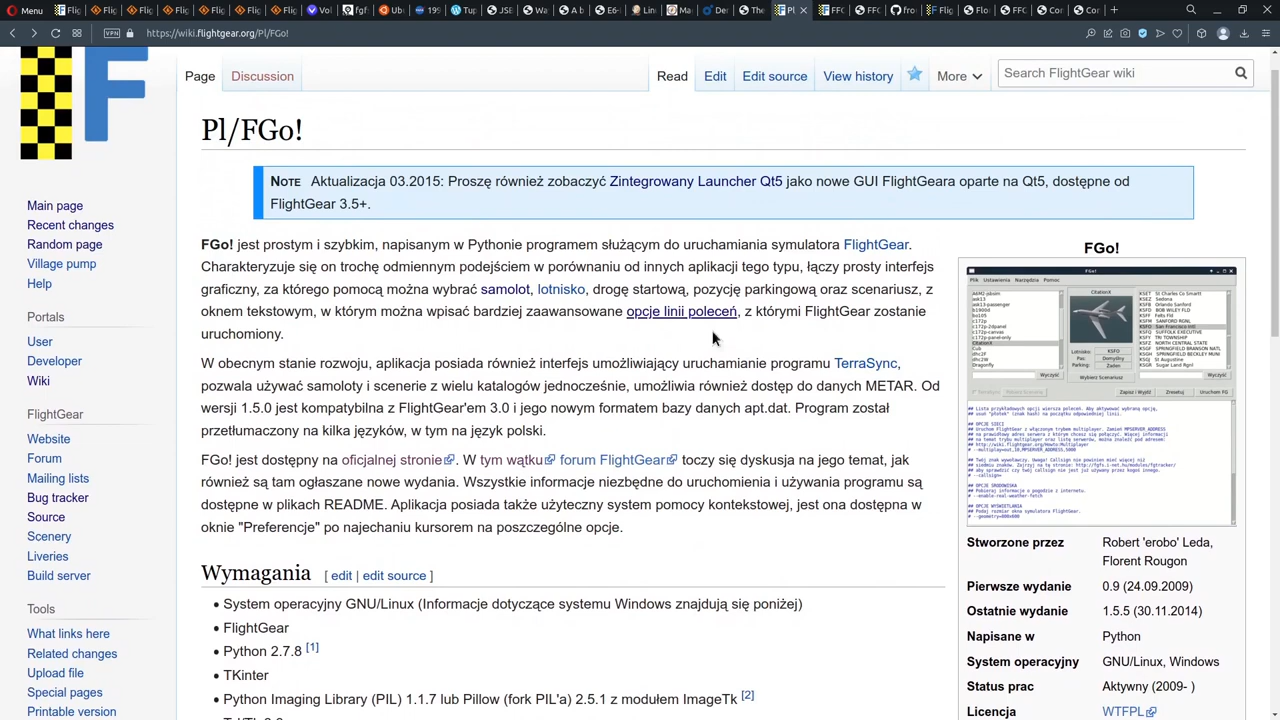 Menu
VPN
https://wiki.flightgear.org/Pl/FGo!
F
Page
Discussion
Read
Edit
Edit source
View history
More
Search FlightGear wiki
Pl/FGo!
NOTE Aktualizacja 03.2015: Proszę również zobaczyć Zintegrowany Launcher Qt5 jako nowe GUI FlightGeara oparte na Qt5, dostępne od
FlightGear 3.5+.
Main page
Recent changes
Random page
Village pump
Help
Portals
User
Developer
Wiki
FlightGear
Website
Forum
Mailing lists
Bug tracker
Source
Scenery
Liveries
Build server
Tools
What links here
Related changes
Upload file
Special pages
Printable version
FGo! jest prostym i szybkim, napisanym w Pythonie programem służącym do uruchamiania symulatora FlightGear.
Charakteryzuje się on trochę odmiennym podejściem w porównaniu od innych aplikacji tego typu, łączy prosty interfejs
graficzny, za którego pomocą można wybrać samolot, lotnisko, drogę startową, pozycję parkingową oraz scenariusz, z
oknem tekstowym, w którym można wpisać bardziej zaawansowane opcje linii poleceń, z którymi FlightGear zostanie
uruchomiony.
W obecnym stanie rozwoju, aplikacja posiada również interfejs umożliwiający uruchamianie programu TerraSync,
pozwala używać samoloty i scenerie z wielu katalogów jednocześnie, umożliwia również dostęp do danych METAR. Od
wersji 1.5.0 jest kompatybilna z FlightGear'em 3.0 i jego nowym formatem bazy danych apt.dat. Program został
przetłumaczony na kilka języków, w tym na język polski.
FGo! jest dostępny na tej stronie. W tym wątku forum FlightGear toczy się dyskusja na jego temat, jak
również są ogłaszane jego nowe wydania. Wszystkie instrukcje niezbędne do uruchomienia i używania programu są
dostępne w pikach README. Aplikacja posiada także użyteczny system pomocy kontekstowej, jest ona dostępna w
oknie "Preferencje" po najechaniu kursorem na poszczególne opcje.
Wymagania [ edit | edit source ]
• System operacyjny GNU/Linux (Informacje dotyczące systemu Windows znajdują się poniżej)
• FlightGear
• Python 2.7.8 [1]
• TKinter
• Python Imaging Library (PIL) 1.1.7 lub Pillow (fork PIL'a) 2.5.1 z modułem ImageTk [2]
FGo!
FGo!
Plik Ustawienia Narzędzia Pomoc
Stworzone przez
Robert 'erobo' Leda,
Florent Rougon
Pierwsze wydanie
0.9 (24.09.2009)
Ostatnie wydanie
1.5.5 (30.11.2014)
Napisane w
Python
System operacyjny
GNU/Linux, Windows
Status prac
Aktywny (2009- )
Licencja
WTFPL